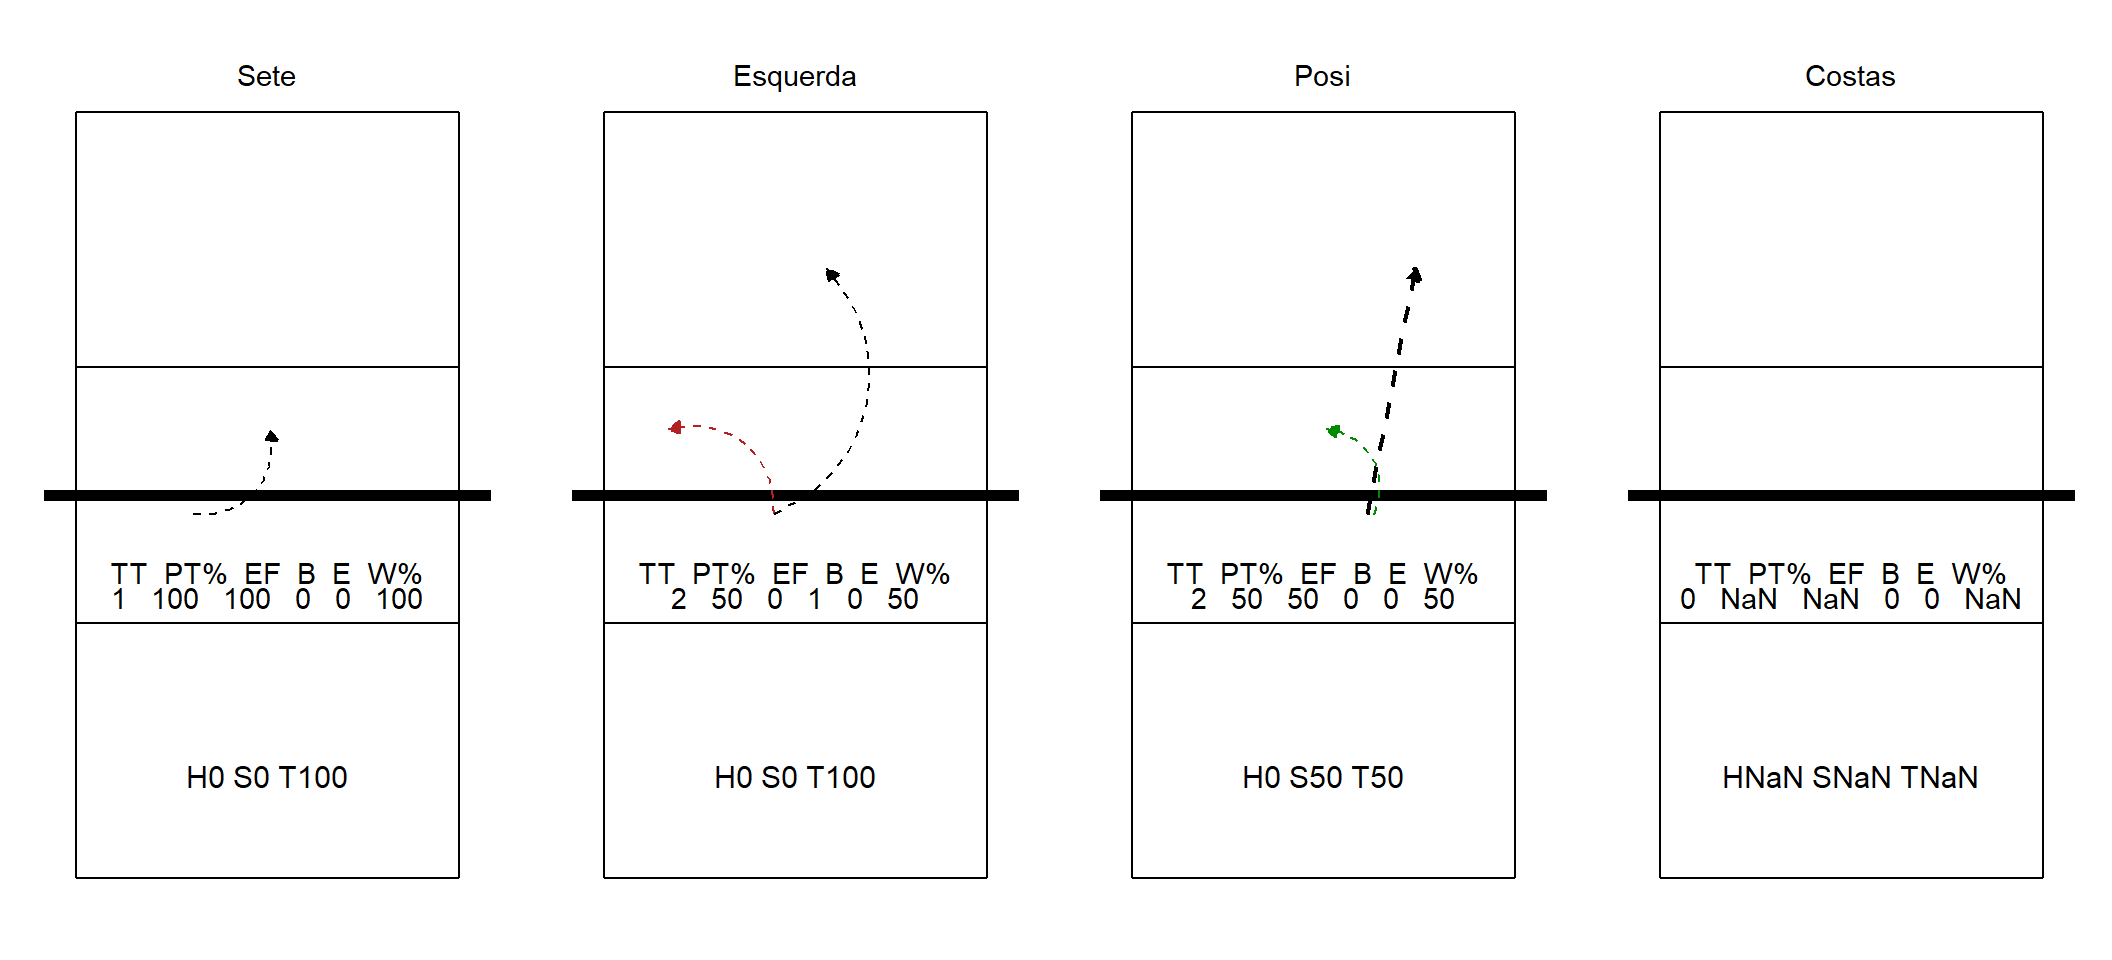 Sete
TT PT% EF B E W%
1 100 100 0 0 100
H0 S0 T100
Esquerda
TT PT% EF B E W%
2 50 0 1 0 50
H0 S0 T100
Posi
TT PT% EF B E W%
2 50 50 0 0 50
H0 S50 T50
Costas
TT PT% EF B E W%
0 NaN NaN 0 0 NaN
HNaN SNaN TNaN